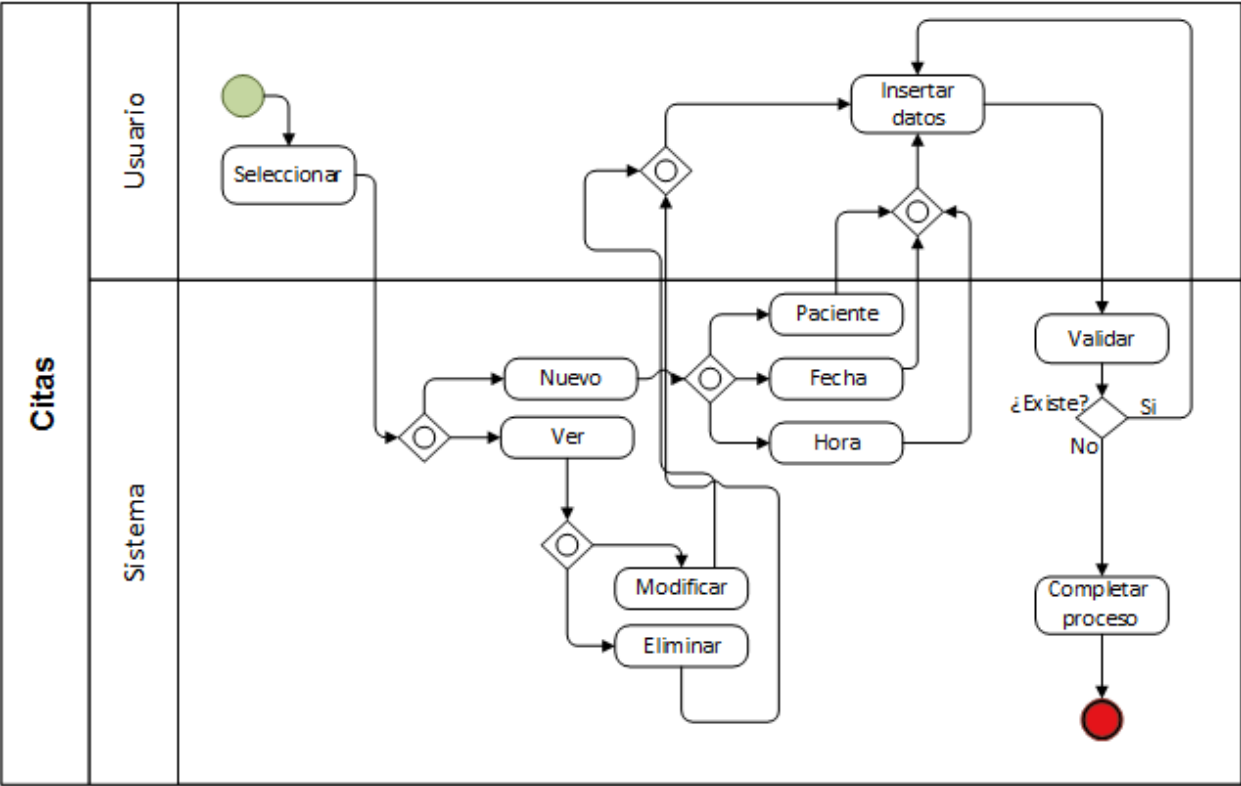 Citas
Usuario
Sistema
Seleccionar
Insertar
datos
Nuevo
Ver
Paciente
Fecha
Hora
Modificar
Eliminar
Validar
¿Existe?
Si
No
Completar
proceso